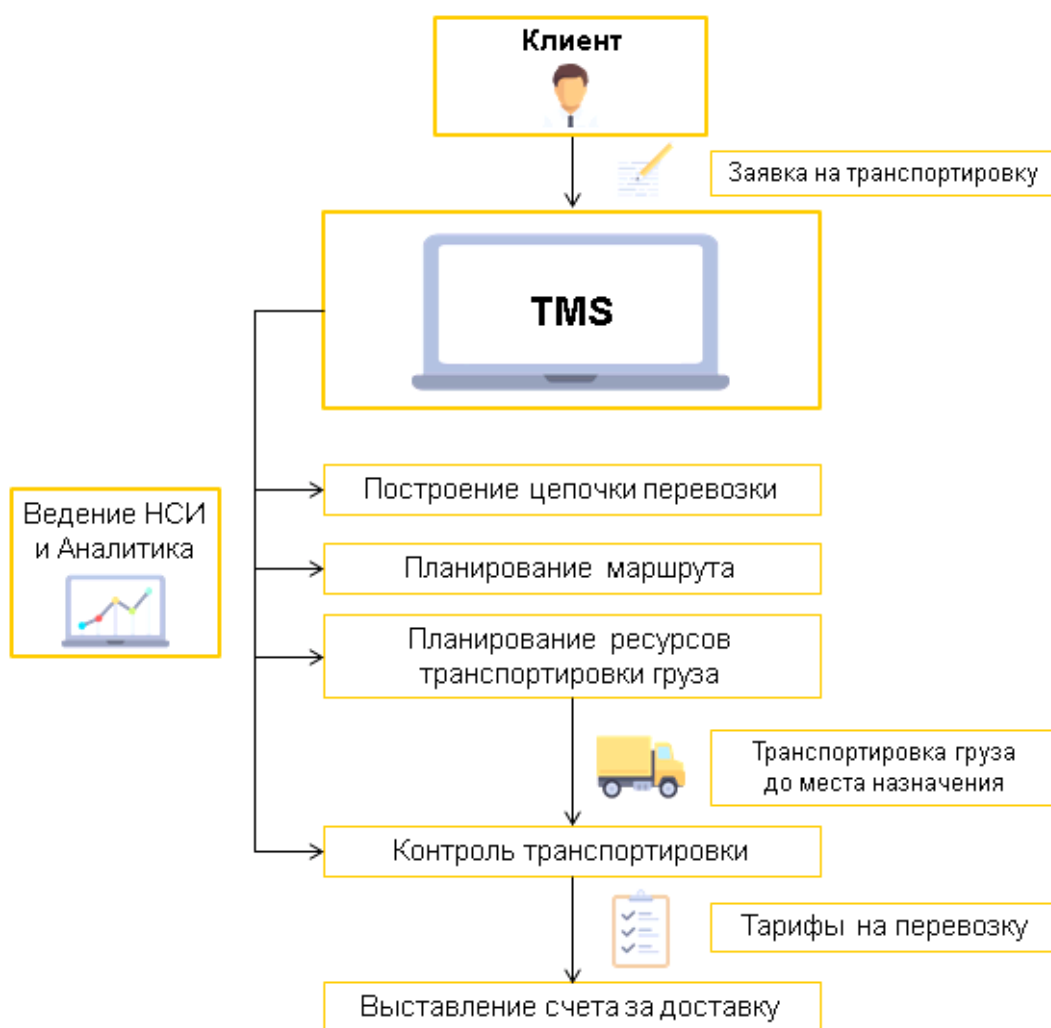 Клиент
Заявка на транспортировку
TMS
Построение цепочки перевозки
Ведение НСИ
и Аналитика
Планирование маршрута
Планирование ресурсов
транспортировки груза
Транспортировка груза
до места назначения
Контроль транспортировки
Тарифы на перевозку
Выставление счета за доставку